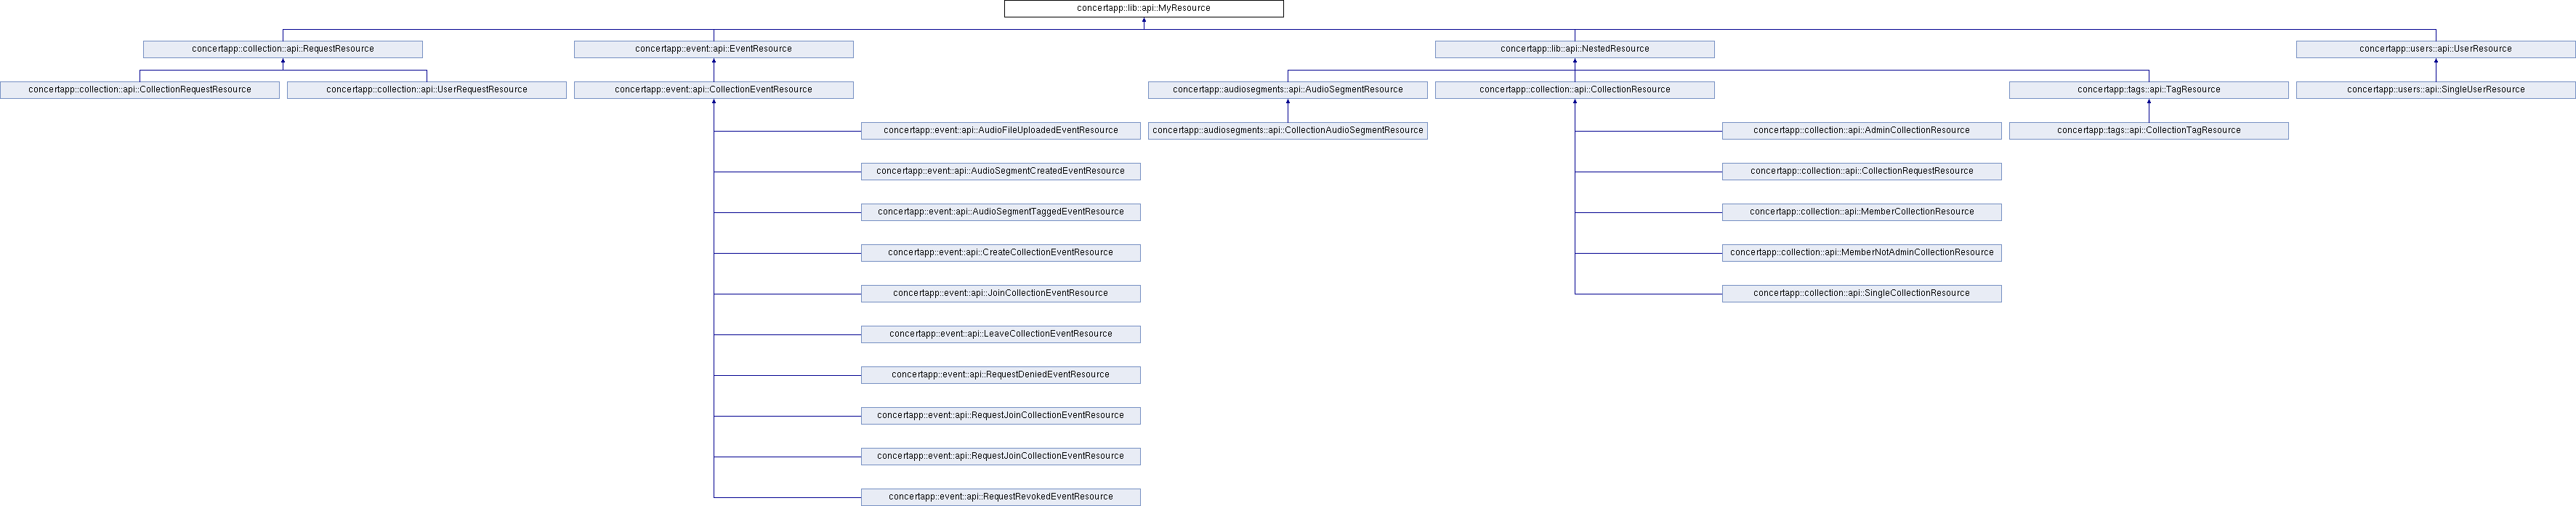 concertapp::lib::api::MyResource
concertapp::collection::api::RequestResource
concertapp::event::api::EventResource
concertapp::lib::api::NestedResource
concertapp::users::api::UserResource
concertapp::collection::api::CollectionRequestResource
concertapp::collection::api::UserRequestResource
concertapp::event::api::CollectionEventResource
concertapp::audiosegments::api::AudioSegmentResource
concertapp::collection::api::CollectionResource
concertapp::tags::api::TagResource
concertapp::users::api::SingleUserResource
concertapp::event::api::AudioFileUploadedEventResource
concertapp::audiosegments::api::CollectionAudioSegmentResource
concertapp::collection::api::AdminCollectionResource
concertapp::tags::api::CollectionTagResource
concertapp::event::api::AudioSegmentCreatedEventResource
concertapp::collection::api::CollectionRequestResource
concertapp::event::api::AudioSegmentTaggedEventResource
concertapp::collection::api::MemberCollectionResource
concertapp::event::api::CreateCollectionEventResource
concertapp::collection::api::MemberNotAdminCollectionResource
concertapp::event::api::JoinCollectionEventResource
concertapp::collection::api::SingleCollectionResource
concertapp::event::api::LeaveCollectionEventResource
concertapp::event::api::RequestDeniedEventResource
concertapp::event::api::RequestJoinCollectionEventResource
concertapp::event::api::RequestJoinCollectionEventResource
concertapp::event::api::RequestRevokedEventResource